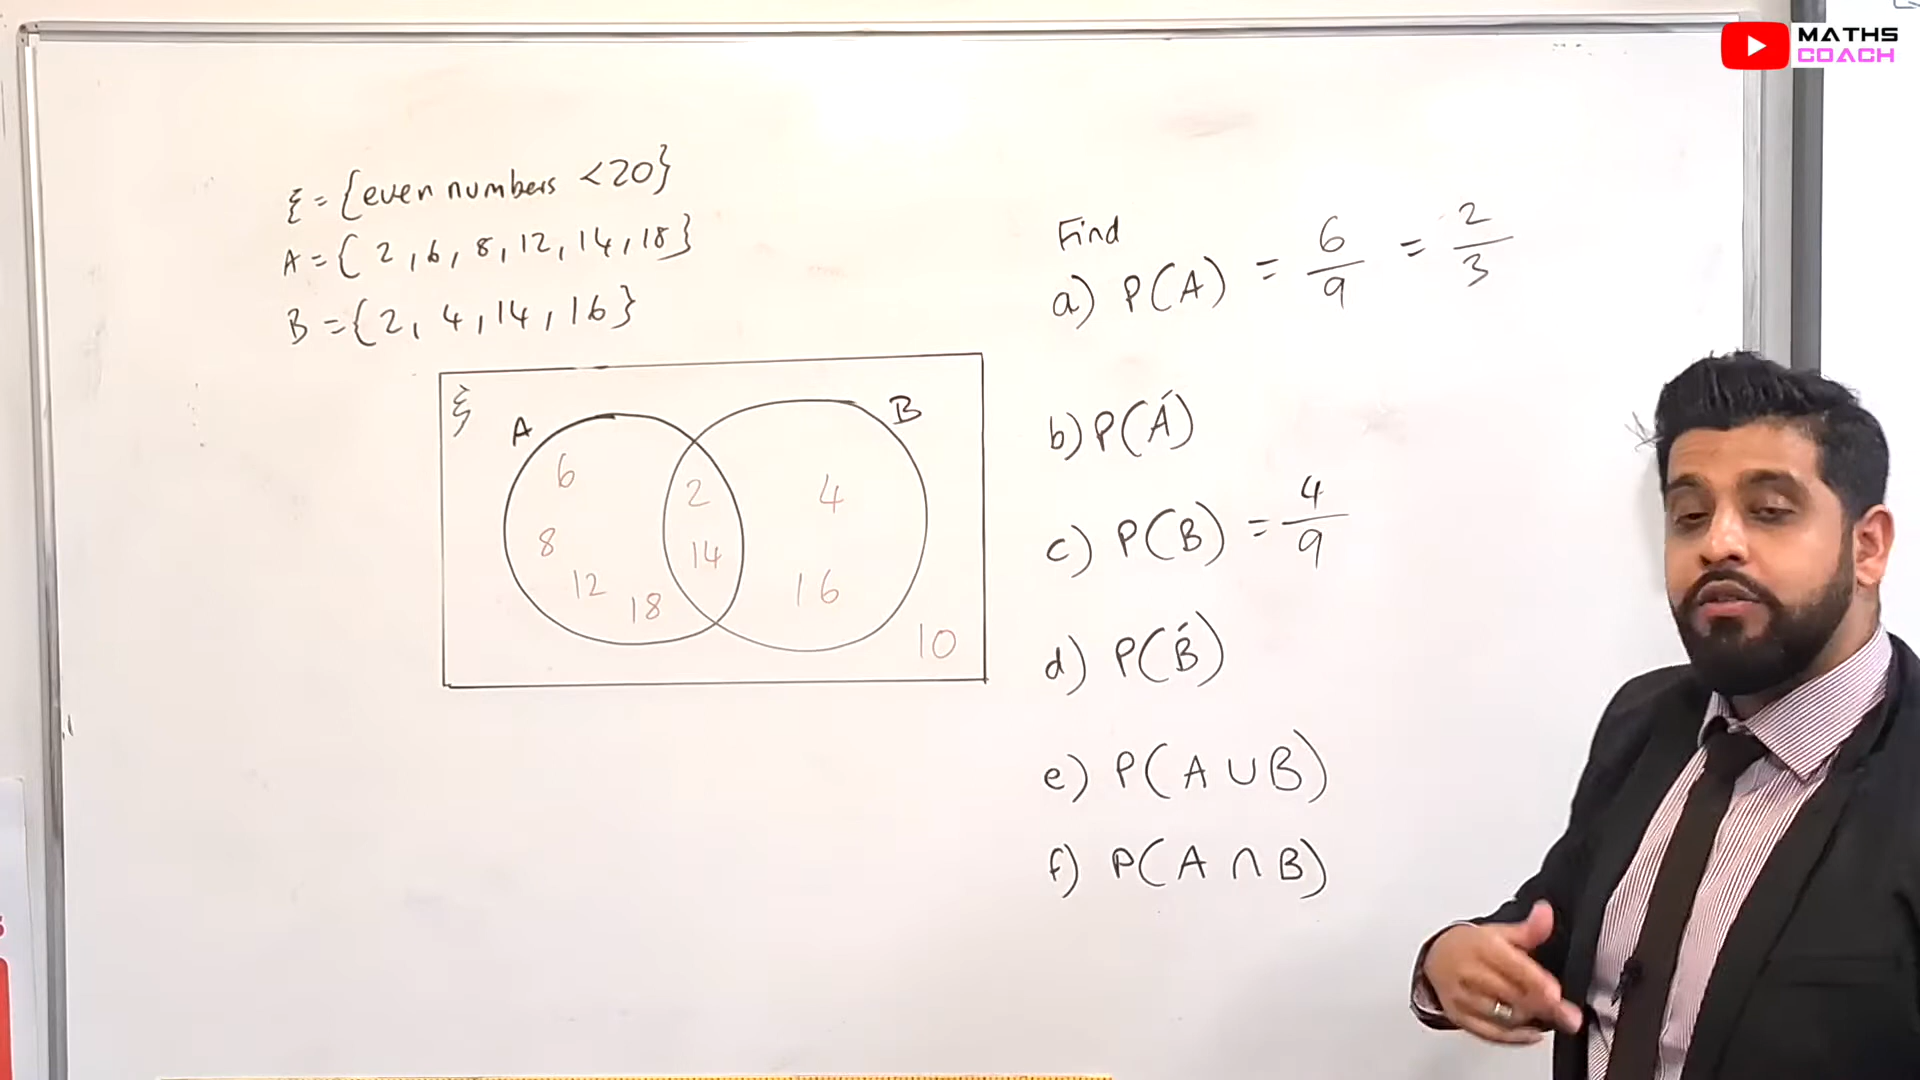 MATHS
COACH
ξ = {even numbers <20}
A = { 2, 6, 8, 12, 14, 18}
B = {2, 4, 14, 16}
ξ
A
B
6
2
4
8
14
12
16
18
10
Find
a) P(A) = 6/9 = 2/3
b) P(Á)
c) P(B) = 4/9
d) P(B́)
e) P(A ∪ B)
f) P(A ∩ B)